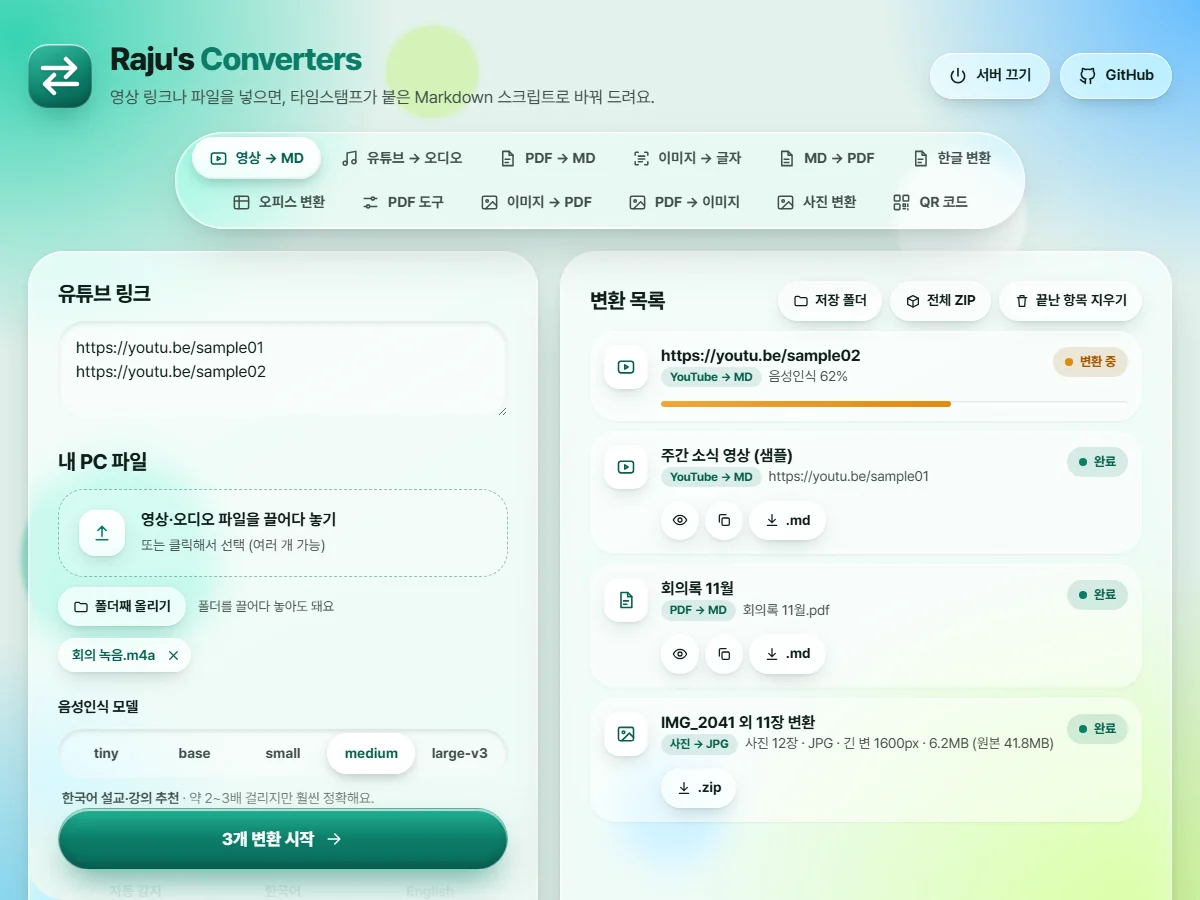 Raju's Converters
영상 링크나 파일을 넣으면, 타임스탬프가 붙은 Markdown 스크립트로 바꿔 드려요.
서버 끄기
GitHub
영상 → MD
유튜브 → 오디오
PDF → MD
이미지 → 글자
MD → PDF
한글 변환
오피스 변환
PDF 도구
이미지 → PDF
PDF → 이미지
사진 변환
QR 코드
유튜브 링크
https://youtu.be/sample01
https://youtu.be/sample02
내 PC 파일
영상·오디오 파일을 끌어다 놓기
또는 클릭해서 선택 (여러 개 가능)
폴더째 올리기
폴더를 끌어다 놓아도 돼요
회의 녹음.m4a
음성인식 모델
tiny
base
small
medium
large-v3
한국어 설교·강의 추천 · 약 2~3배 걸리지만 훨씬 정확해요.
3개 변환 시작 →
자동 감지
한국어
English
변환 목록
저장 폴더
전체 ZIP
끝난 항목 지우기
https://youtu.be/sample02
변환 중
YouTube → MD 음성인식 62%
주간 소식 영상 (샘플)
완료
YouTube → MD https://youtu.be/sample01
.md
회의록 11월
완료
PDF → MD 회의록 11월.pdf
.md
IMG_2041 외 11장 변환
완료
사진 → JPG 사진 12장 · JPG · 긴 변 1600px · 6.2MB (원본 41.8MB)
.zip